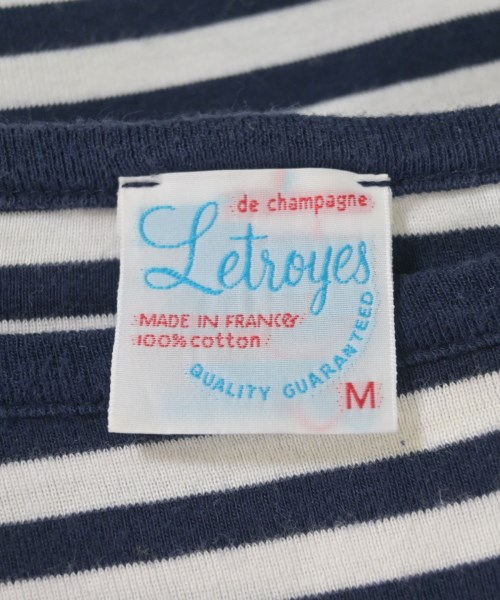 de champagne
Letroyes
MADE IN FRANCE
100% cotton
QUALITY GUARANTEED
M